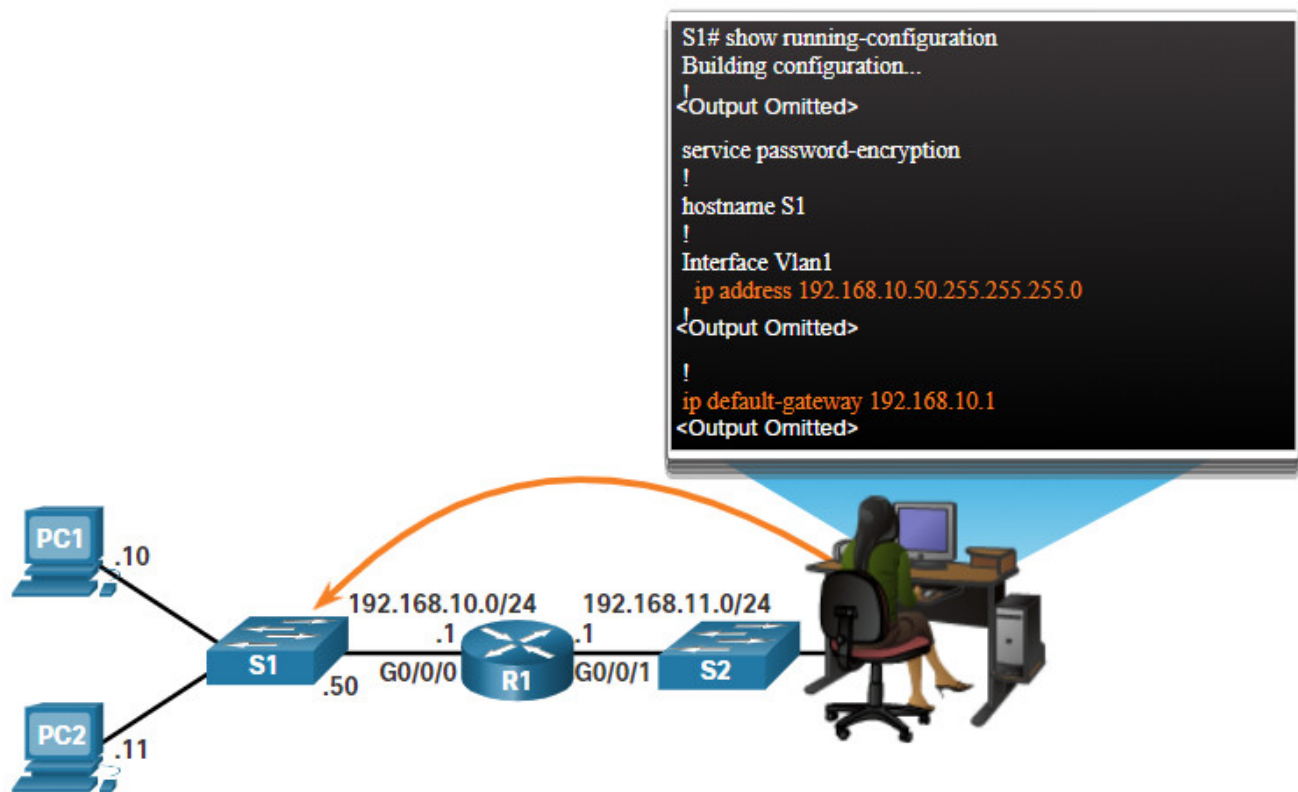 S1# show running-configuration
Building configuration...
!
<Output Omitted>
service password-encryption
!
hostname S1
!
Interface Vlan1
ip address 192.168.10.50.255.255.255.0
!
<Output Omitted>
!
ip default-gateway 192.168.10.1
<Output Omitted>
PC1
.10
192.168.10.0/24
192.168.11.0/24
.1
.1
S1
.50
G0/0/0
R1
G0/0/1
S2
PC2
.11